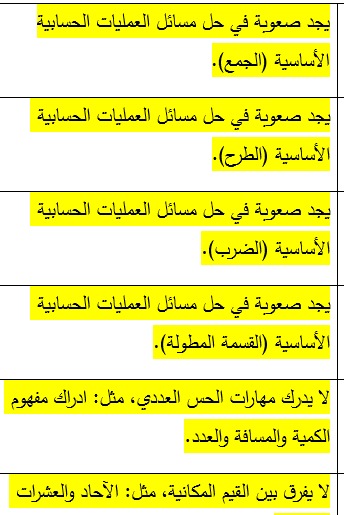 يجد صعوبة في حل مسائل العمليات الحسابية
الأساسية (الجمع).
يجد صعوبة في حل مسائل العمليات الحسابية
الأساسية (الطرح).
يجد صعوبة في حل مسائل العمليات الحسابية
الأساسية (الضرب).
يجد صعوبة في حل مسائل العمليات الحسابية
الأساسية (القسمة المطولة).
لا يدرك مهارات الحس العددي، مثل: ادراك مفهوم
الكمية والمسافة والعدد.
لا يفرق بين القيم المكانية، مثل: الآحاد والعشرات